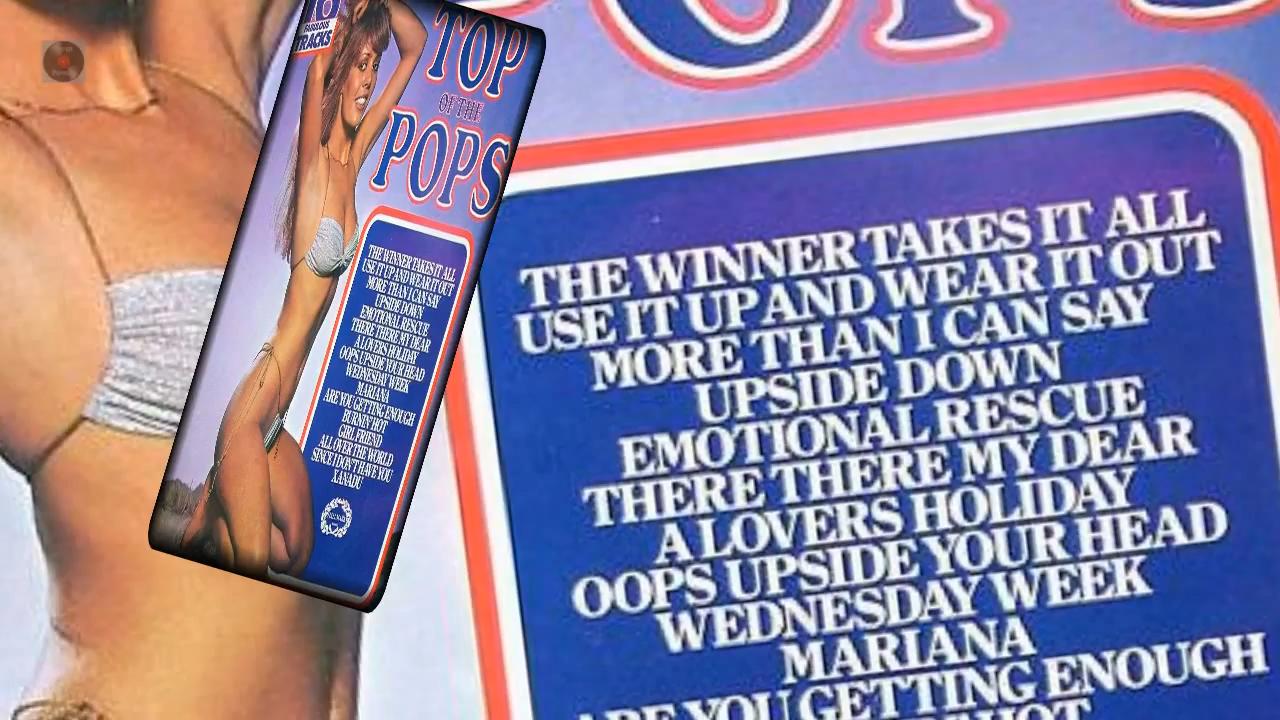 16
FABULOUS
TRACKS
TOP
OF THE
POPS
THE WINNER TAKES IT ALL
USE IT UP AND WEAR IT OUT
MORE THAN I CAN SAY
UPSIDE DOWN
EMOTIONAL RESCUE
THERE THERE MY DEAR
A LOVERS HOLIDAY
OOPS UPSIDE YOUR HEAD
WEDNESDAY WEEK
MARIANA
ARE YOU GETTING ENOUGH
BURNIN' HOT
GIRL FRIEND
ALL OVER THE WORLD
SINCE I DON'T HAVE YOU
XANADU
THE WINNER TAKES IT ALL
USE IT UP AND WEAR IT OUT
MORE THAN I CAN SAY
UPSIDE DOWN
EMOTIONAL RESCUE
THERE THERE MY DEAR
A LOVERS HOLIDAY
OOPS UPSIDE YOUR HEAD
WEDNESDAY WEEK
MARIANA
ARE YOU GETTING ENOUGH
HOT